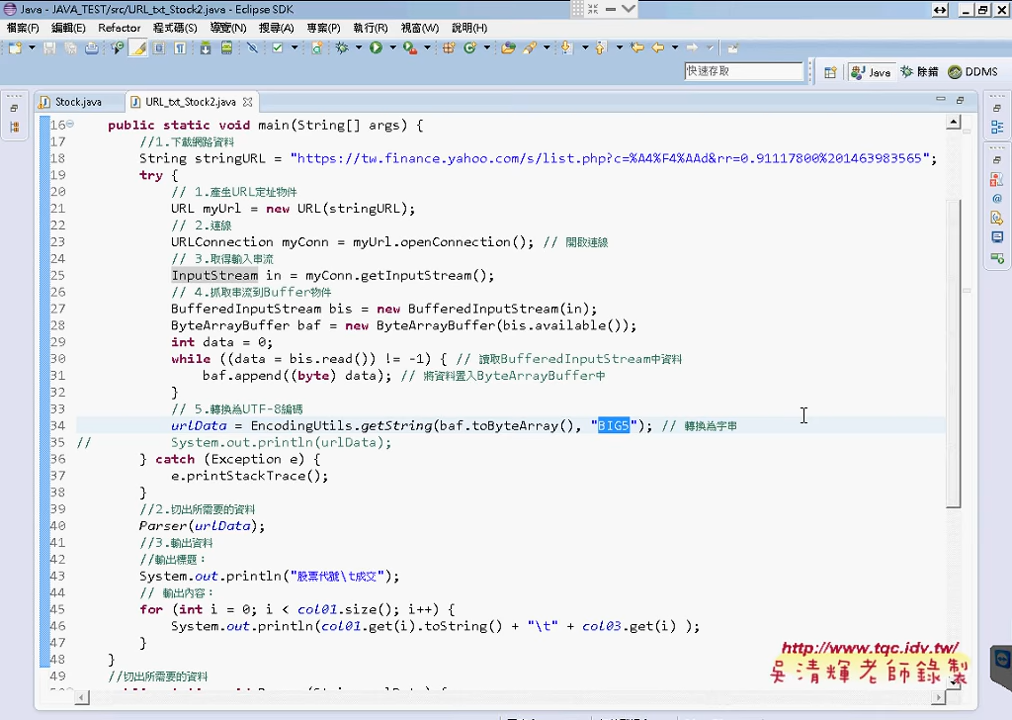 Java - JAVA_TEST/src/URL_txt_Stock2.java - Eclipse SDK
檔案(F) 編輯(E) Refactor 程式碼(S) 導覽(N) 搜尋(A) 專案(P) 執行(R) 視窗(W) 說明(H)
快速存取 Java 除錯 DDMS
Stock.java URL_txt_Stock2.java
16 public static void main(String[] args) {
17 //1.下載網路資料
18 String stringURL = "https://tw.finance.yahoo.com/s/list.php?c=%A4%F4%AAd&rr=0.91117800%201463983565";
19 try {
20 // 1.產生URL定址物件
21 URL myUrl = new URL(stringURL);
22 // 2.連線
23 URLConnection myConn = myUrl.openConnection(); // 開啟連線
24 // 3.取得輸入串流
25 InputStream in = myConn.getInputStream();
26 // 4.抓取串流到Buffer物件
27 BufferedInputStream bis = new BufferedInputStream(in);
28 ByteArrayBuffer baf = new ByteArrayBuffer(bis.available());
29 int data = 0;
30 while ((data = bis.read()) != -1) { // 讀取BufferedInputStream中資料
31 baf.append((byte) data); // 將資料置入ByteArrayBuffer中
32 }
33 // 5.轉換為UTF-8編碼
34 urlData = EncodingUtils.getString(baf.toByteArray(), "BIG5"); // 轉換為字串
35 // System.out.println(urlData);
36 } catch (Exception e) {
37 e.printStackTrace();
38 }
39 //2.切出所需要的資料
40 Parser(urlData);
41 //3.輸出資料
42 //輸出標題：
43 System.out.println("股票代號\t成交");
44 // 輸出內容：
45 for (int i = 0; i < col01.size(); i++) {
46 System.out.println(col01.get(i).toString() + "\t" + col03.get(i) );
47 }
48 }
49 //切出所需要的資料
http://www.tqc.idv.tw/
吳清輝老師錄製